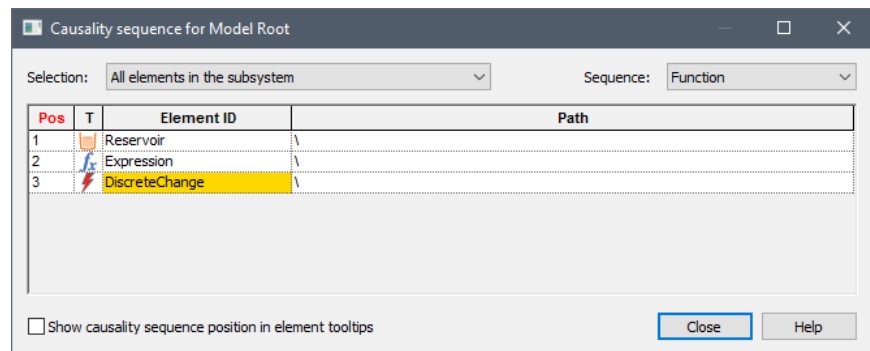 Causality sequence for Model Root
Selection: All elements in the subsystem Sequence: Function
Pos T Element ID Path
1 Reservoir \
2 fx Expression \
3 DiscreteChange \
Show causality sequence position in element tooltips Close Help